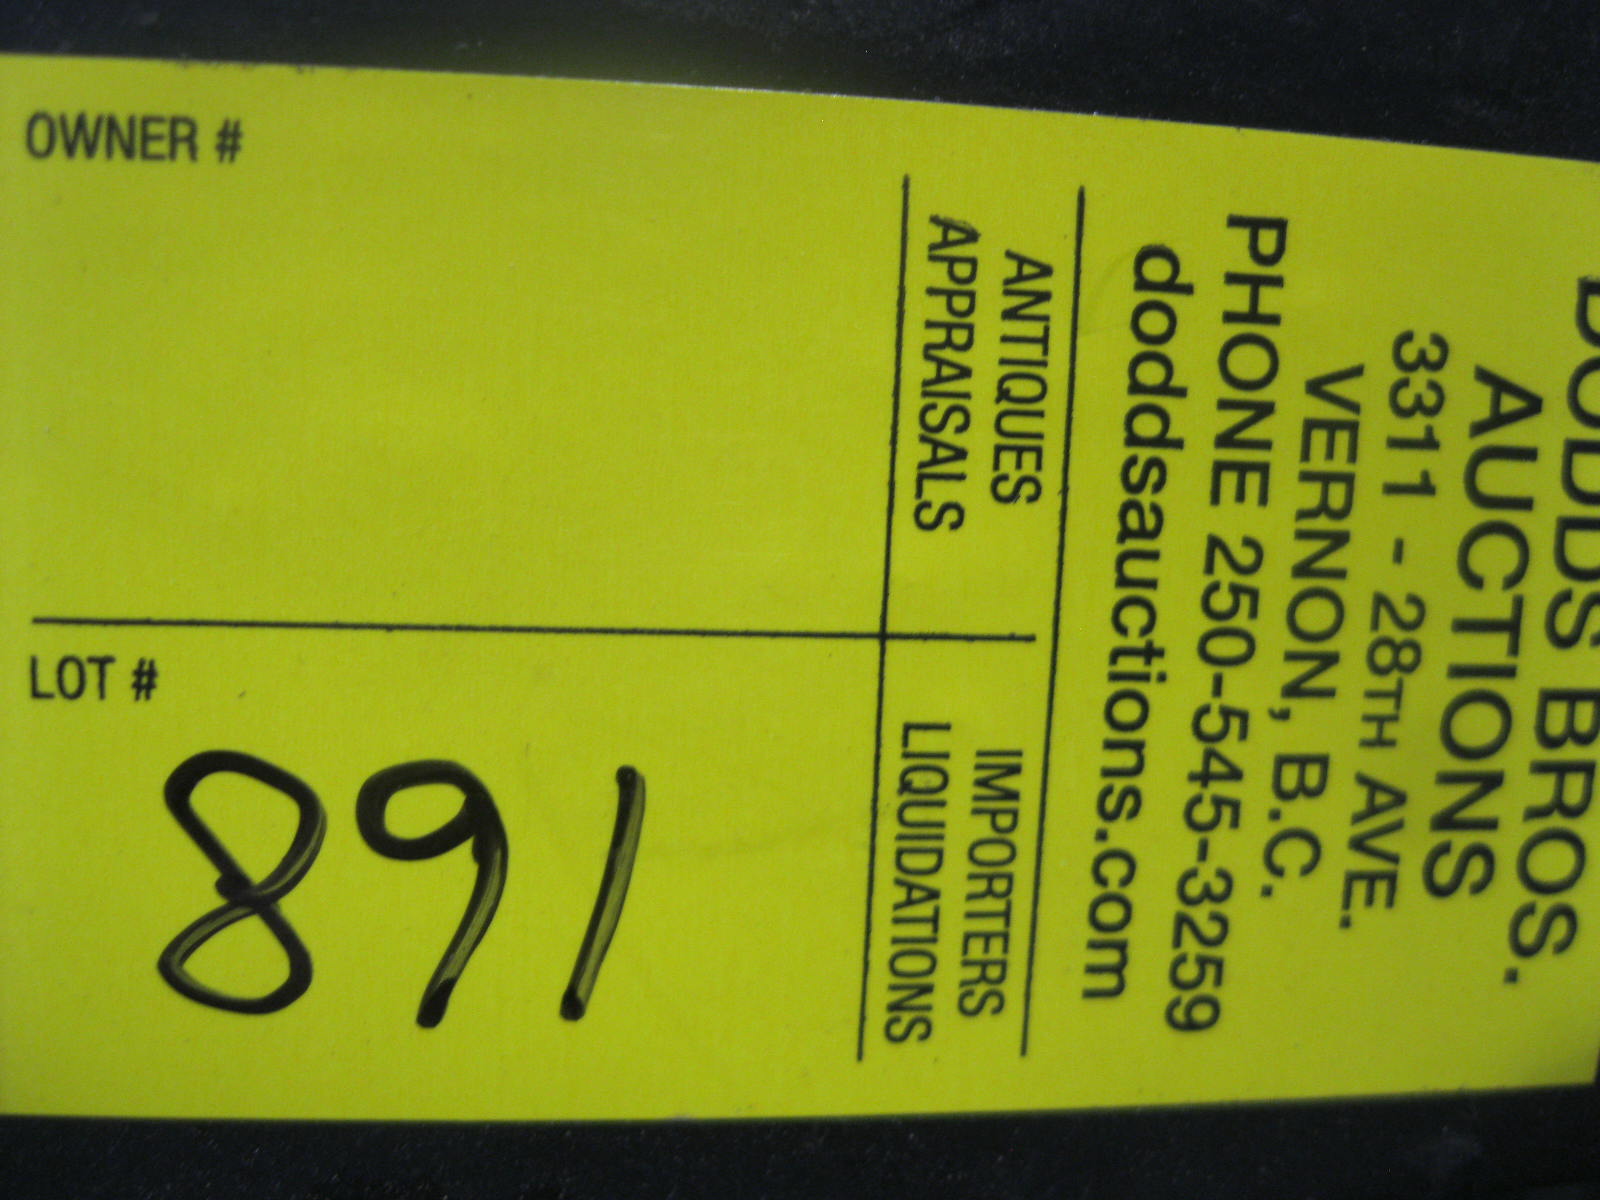 DODDS BROS.
AUCTIONS
3311 - 28TH AVE.
VERNON, B.C.
PHONE 250-545-3259
doddsauctions.com
ANTIQUES
APPRAISALS
IMPORTERS
LIQUIDATIONS
OWNER #
LOT #
891